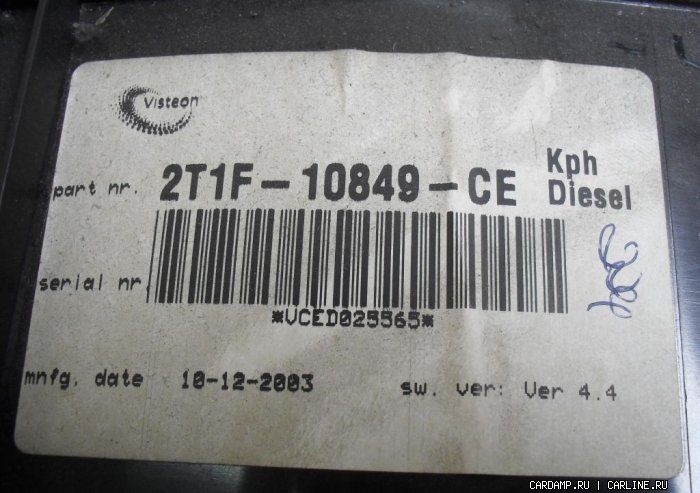 Visteon
part nr. 2T1F-10849-CE Kph
Diesel
serial nr.
*VCED025565*
mnfg. date 10-12-2003 sw. ver: Ver 4.4
CARDAMP.RU | CARLINE.RU